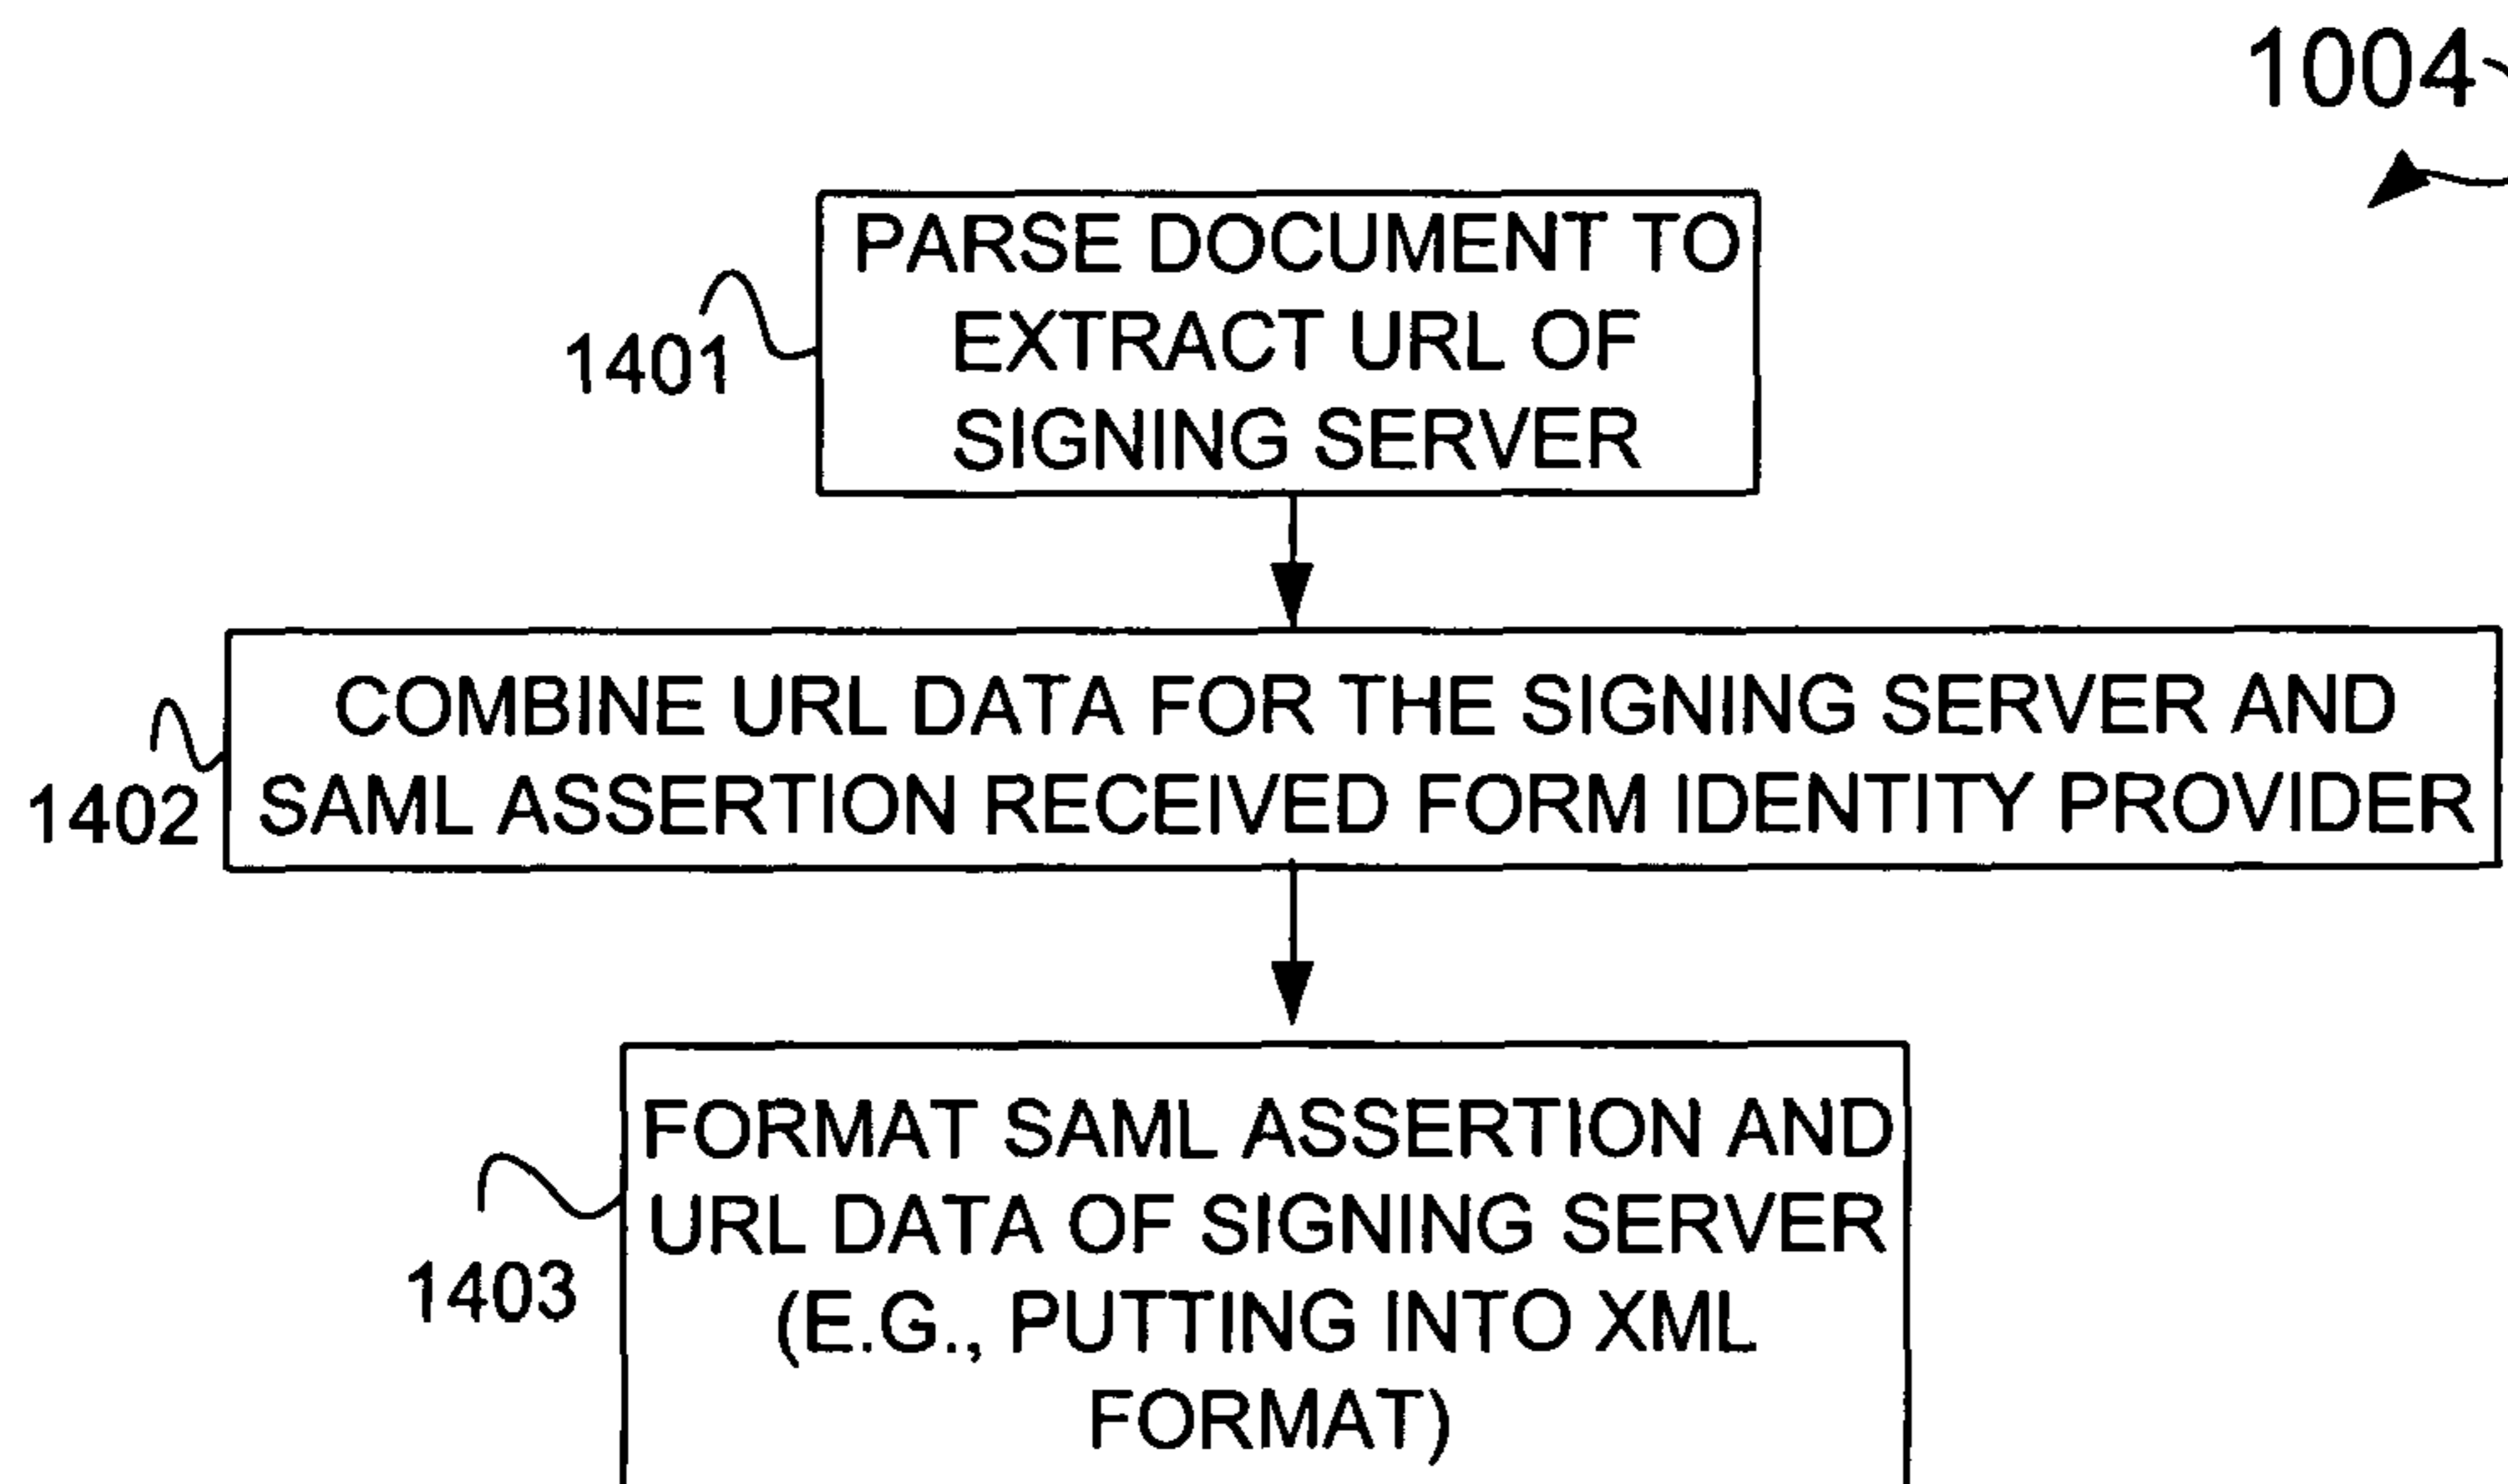 1004
PARSE DOCUMENT TO
EXTRACT URL OF
SIGNING SERVER
1401
COMBINE URL DATA FOR THE SIGNING SERVER AND
SAML ASSERTION RECEIVED FORM IDENTITY PROVIDER
1402
FORMAT SAML ASSERTION AND
URL DATA OF SIGNING SERVER
(E.G., PUTTING INTO XML
FORMAT)
1403